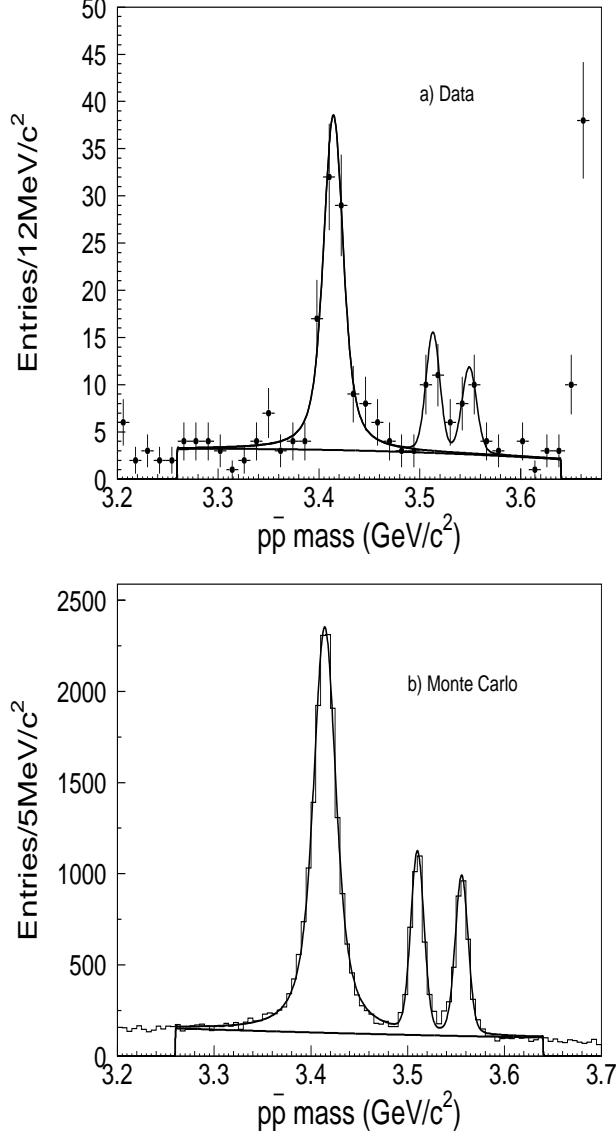 50
45
40
35
30
25
20
15
10
5
0
Entries/12MeV/c²
a) Data
3.2 3.3 3.4 3.5 3.6
pp̄ mass (GeV/c²)
2500
2000
1500
1000
500
0
Entries/5MeV/c²
b) Monte Carlo
3.2 3.3 3.4 3.5 3.6 3.7
pp̄ mass (GeV/c²)